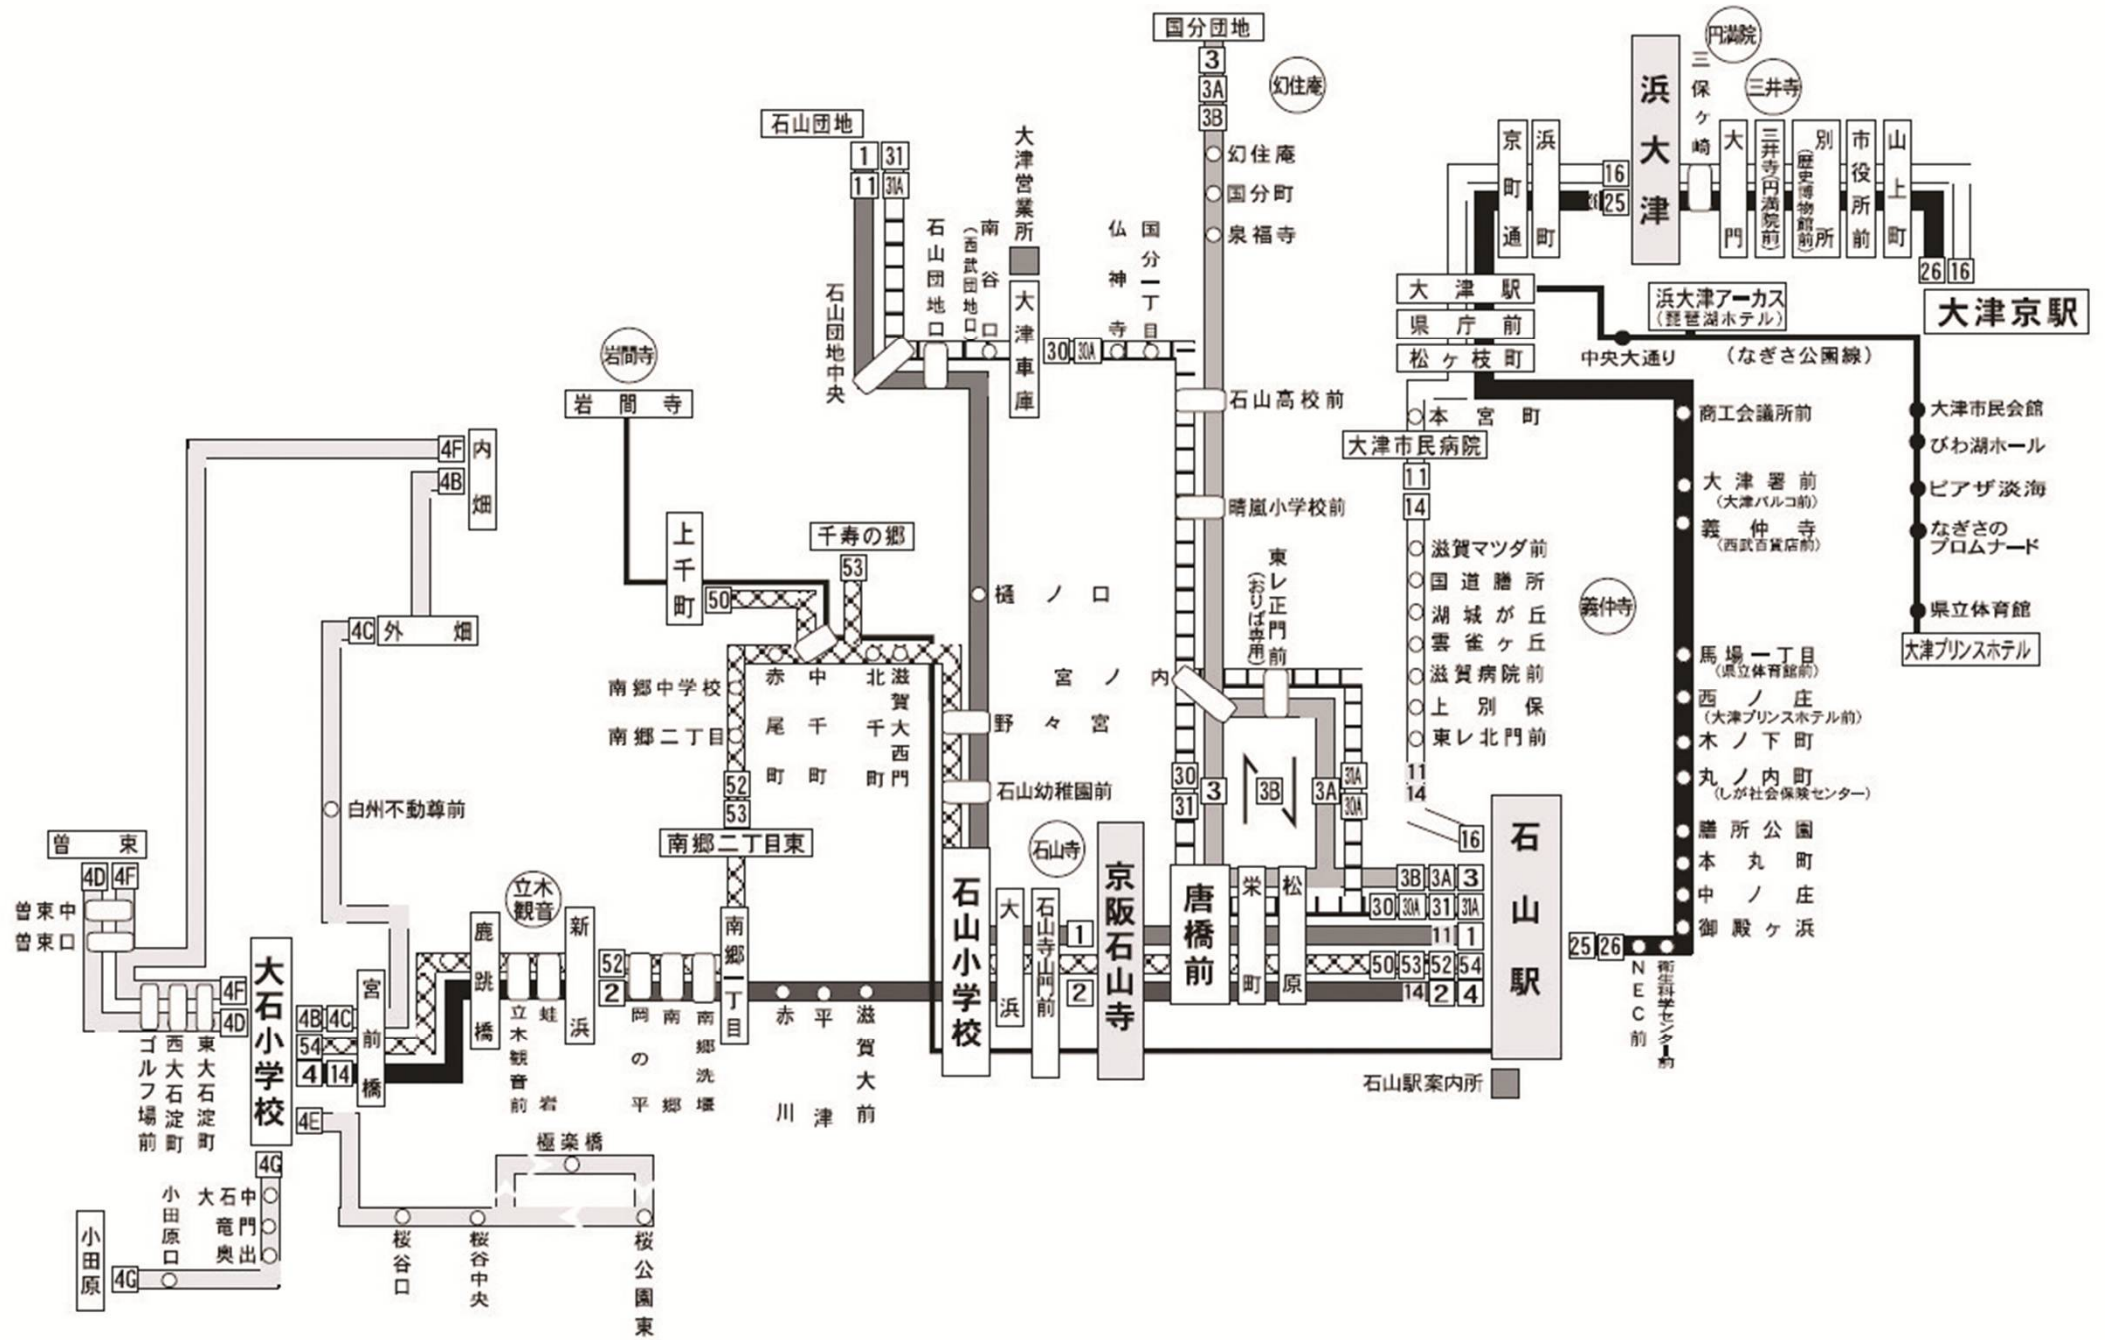 国分団地
3
3A
3B
幻住庵
幻住庵
国分町
泉福寺
石山団地
1
31
11
31A
大津営業所
石山団地中央
石山団地口
南谷口
(西武団地口)
大津車庫
30
30A
仏神寺
国分一丁目
石山高校前
晴嵐小学校前
円満院
三井寺
三保ヶ崎
浜大津
京町通
浜町
16
26
25
大門
三井寺(円満院前)
別所
(歴史博物館前)
市役所前
山上町
26
16
大津京駅
大津駅
県庁前
松ヶ枝町
浜大津アーカス
(琵琶湖ホテル)
中央大通り
(なぎさ公園線)
大津市民会館
びわ湖ホール
ピアザ淡海
なぎさの
プロムナード
県立体育館
大津プリンスホテル
本宮町
大津市民病院
11
14
滋賀マツダ前
国道膳所
湖城が丘
雲雀ヶ丘
滋賀病院前
上別保
東レ北門前
11
14
16
義仲寺
商工会議所前
大津署前
(大津パルコ前)
義仲寺
(西武百貨店前)
馬場一丁目
(県立体育館前)
西ノ庄
(大津プリンスホテル前)
木ノ下町
丸ノ内町
(しが社会保険センター)
膳所公園
本丸町
中ノ庄
御殿ヶ浜
25
26
NEC前
衛生科学センター前
岩間寺
岩間寺
上千町
50
千寿の郷
53
樋ノ口
東レ正門前
(おりば専用)
宮ノ内
南郷中学校
南郷二丁目
赤尾町
中千町
北千町
滋賀大西門
野々宮
石山幼稚園前
52
53
南郷二丁目東
30
31
3
3B
3A
31A
30A
内畑
4F
4B
4C
外畑
白州不動尊前
曽東
4D
4F
曽東中
曽東口
4F
4D
ゴルフ場前
西大石淀町
東大石淀町
大石小学校
4B
4C
54
4
14
4E
宮前橋
鹿跳橋
立木
観音
立木観音前
蛙岩
新浜
52
2
岡の平
南郷
南郷洗堰
南郷一丁目
赤川
平津
滋賀大前
石山小学校
大浜
石山寺
石山寺山門前
1
2
京阪石山寺
唐橋前
栄町
松原
3B
3A
3
30
30A
31
31A
11
1
50
53
52
54
14
2
4
石山駅
石山駅案内所
4G
大石中
竜門
奥出
小田原口
小田原
4G
極楽橋
桜谷口
桜谷中央
桜公園東